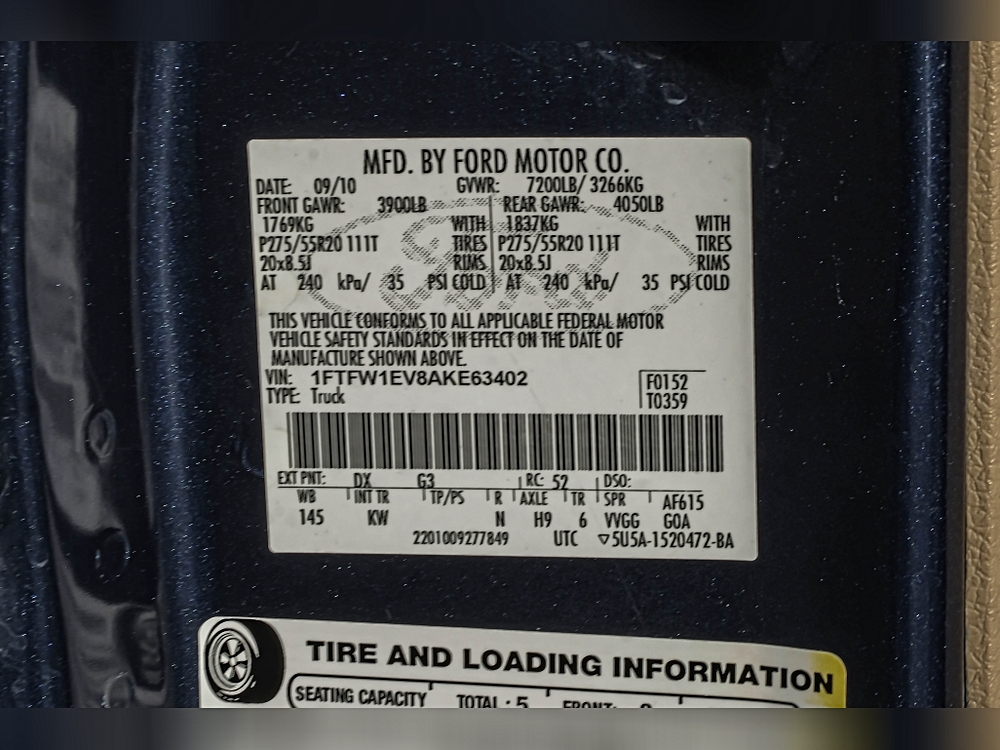 MFD. BY FORD MOTOR CO.
DATE: 09/10 GVWR: 7200LB/ 3266KG
FRONT GAWR: 3900LB REAR GAWR: 4050LB
1769KG WITH 1837KG WITH
P275/55R20 111T TIRES P275/55R20 111T TIRES
20x8.5J RIMS 20x8.5J RIMS
AT 240 kPa/ 35 PSI COLD AT 240 kPa/ 35 PSI COLD
THIS VEHICLE CONFORMS TO ALL APPLICABLE FEDERAL MOTOR
VEHICLE SAFETY STANDARDS IN EFFECT ON THE DATE OF
MANUFACTURE SHOWN ABOVE.
VIN: 1FTFW1EV8AKE63402 F0152
TYPE: Truck T0359
EXT PNT: DX G3 RC: 52 DSO:
WB INT TR TP/PS R AXLE TR SPR AF615
145 KW N H9 6 VVGG GOA
2201009277849 UTC ▽5U5A-1520472-BA
TIRE AND LOADING INFORMATION
SEATING CAPACITY TOTAL : 5 FRONT: